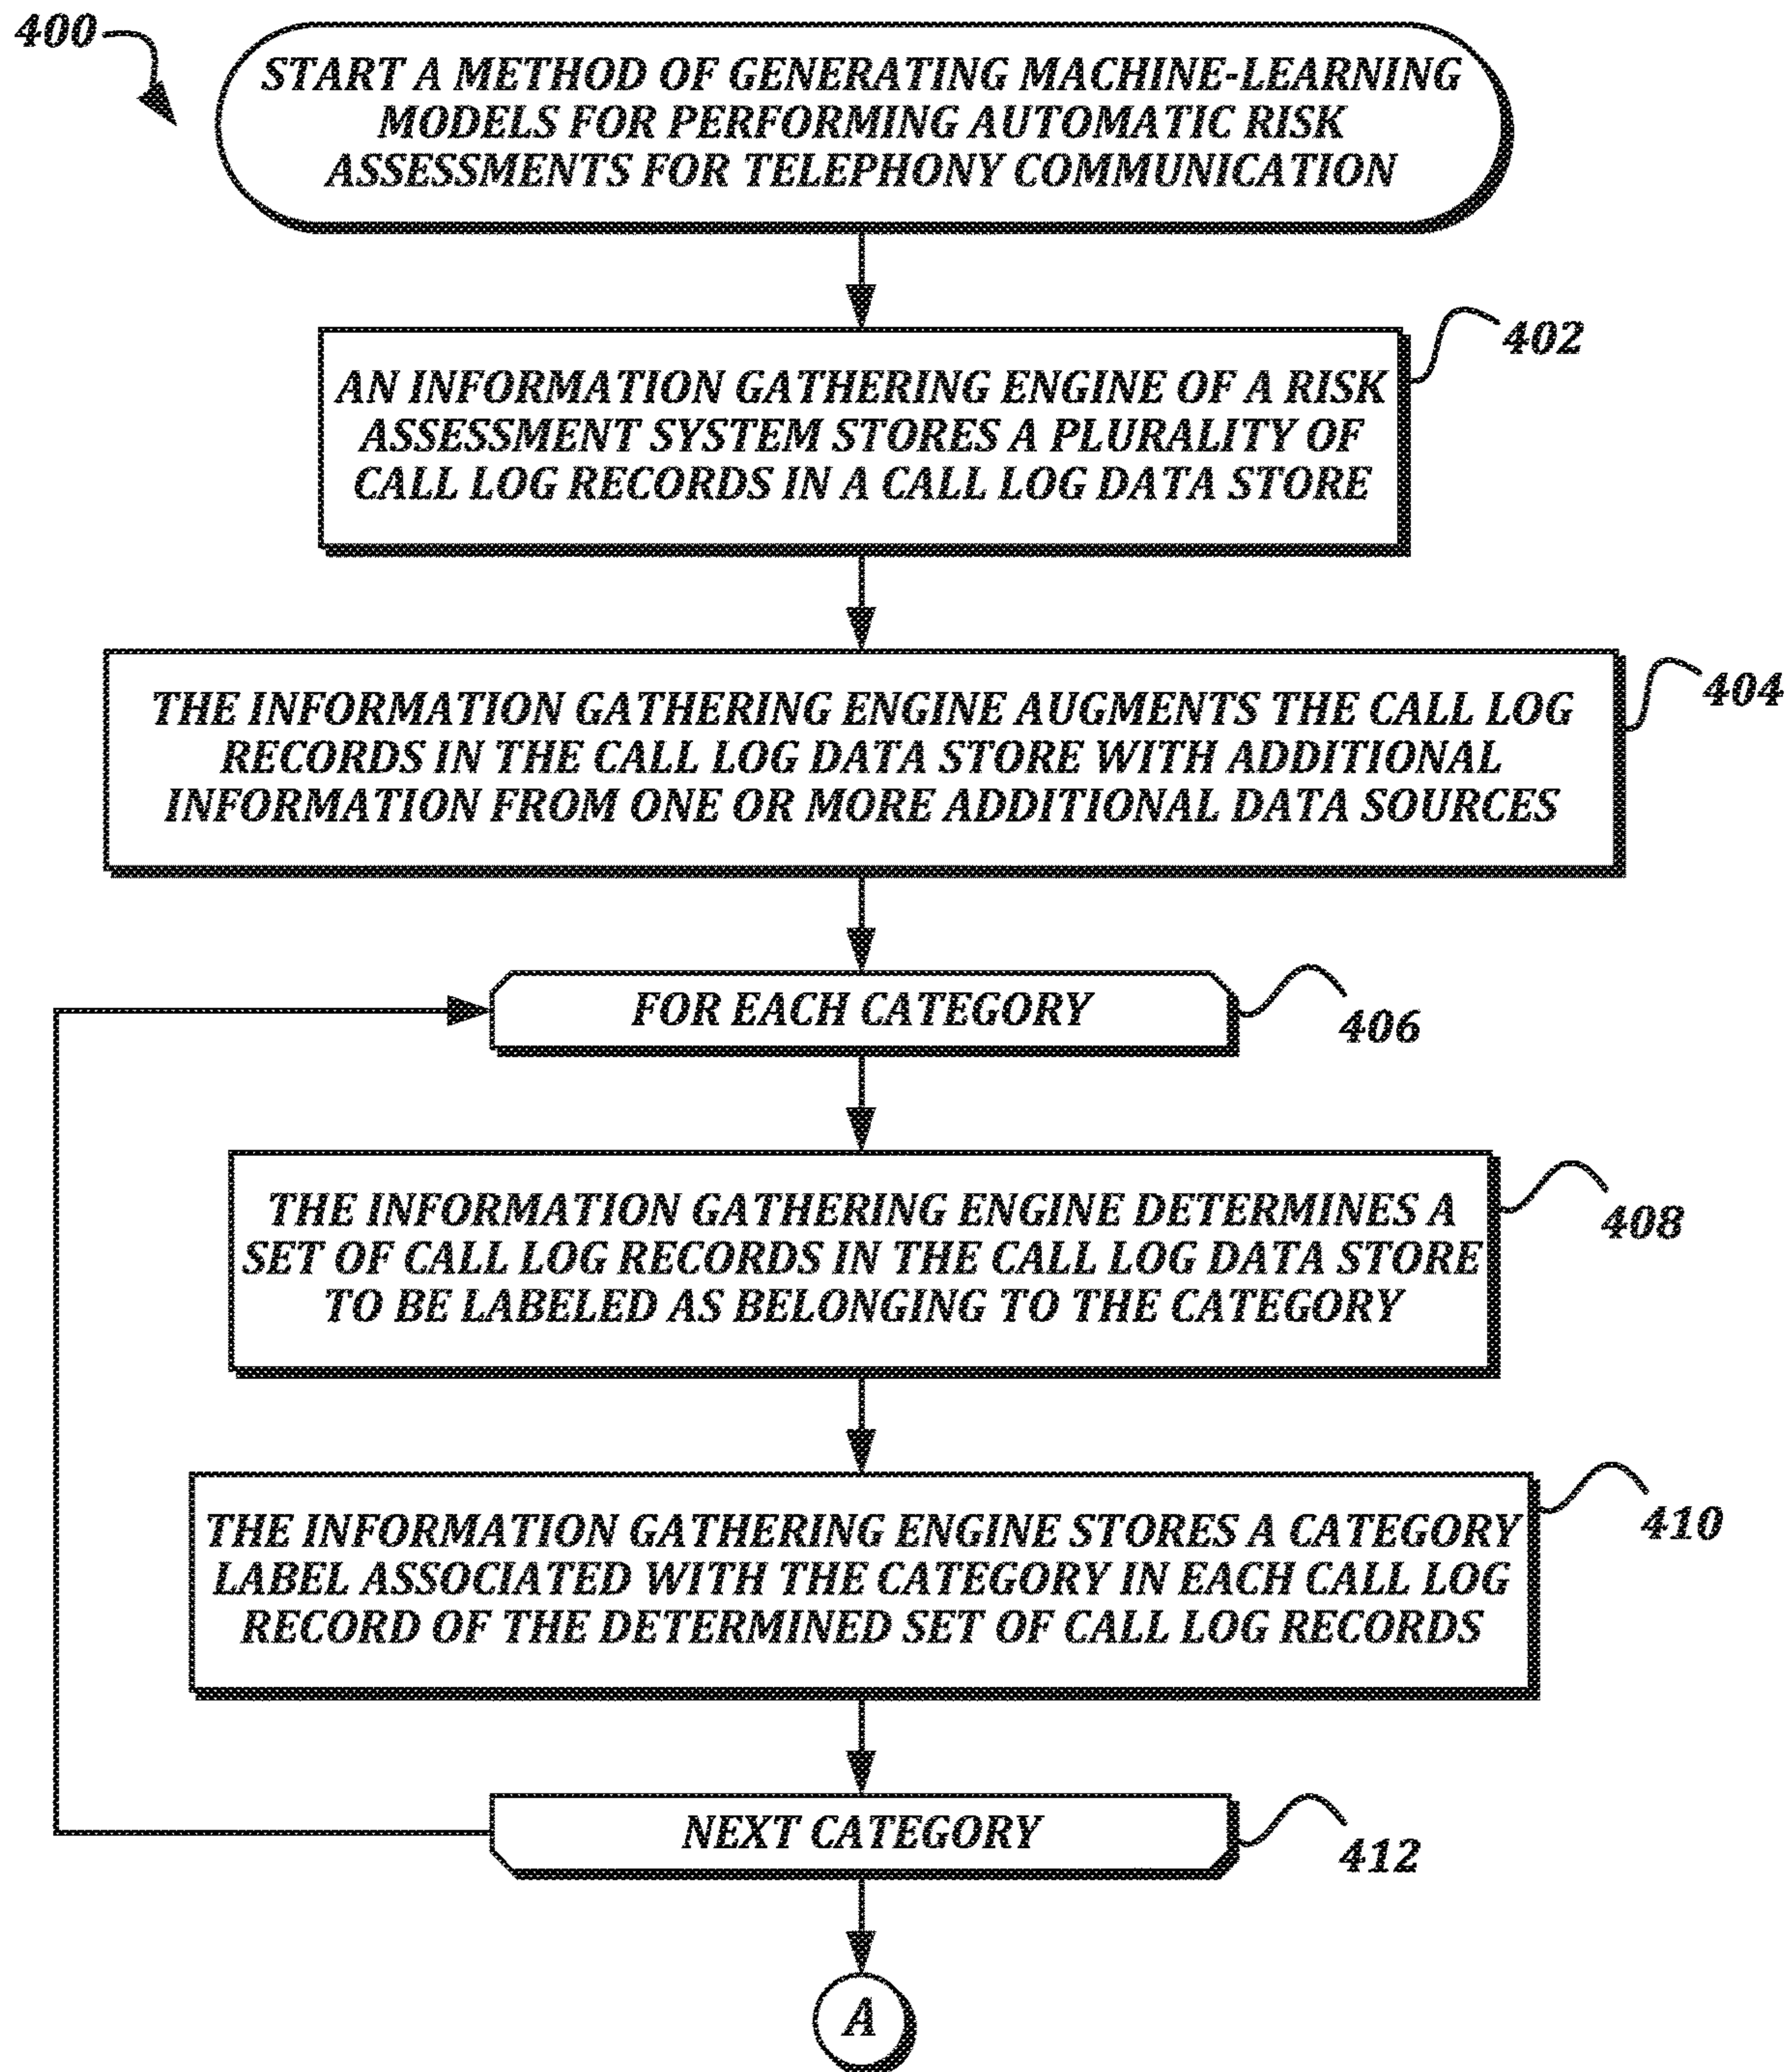 400
START A METHOD OF GENERATING MACHINE-LEARNING
MODELS FOR PERFORMING AUTOMATIC RISK
ASSESSMENTS FOR TELEPHONY COMMUNICATION
402
AN INFORMATION GATHERING ENGINE OF A RISK
ASSESSMENT SYSTEM STORES A PLURALITY OF
CALL LOG RECORDS IN A CALL LOG DATA STORE
404
THE INFORMATION GATHERING ENGINE AUGMENTS THE CALL LOG
RECORDS IN THE CALL LOG DATA STORE WITH ADDITIONAL
INFORMATION FROM ONE OR MORE ADDITIONAL DATA SOURCES
FOR EACH CATEGORY
406
THE INFORMATION GATHERING ENGINE DETERMINES A
SET OF CALL LOG RECORDS IN THE CALL LOG DATA STORE
TO BE LABELED AS BELONGING TO THE CATEGORY
408
THE INFORMATION GATHERING ENGINE STORES A CATEGORY
LABEL ASSOCIATED WITH THE CATEGORY IN EACH CALL LOG
RECORD OF THE DETERMINED SET OF CALL LOG RECORDS
410
NEXT CATEGORY
412
A